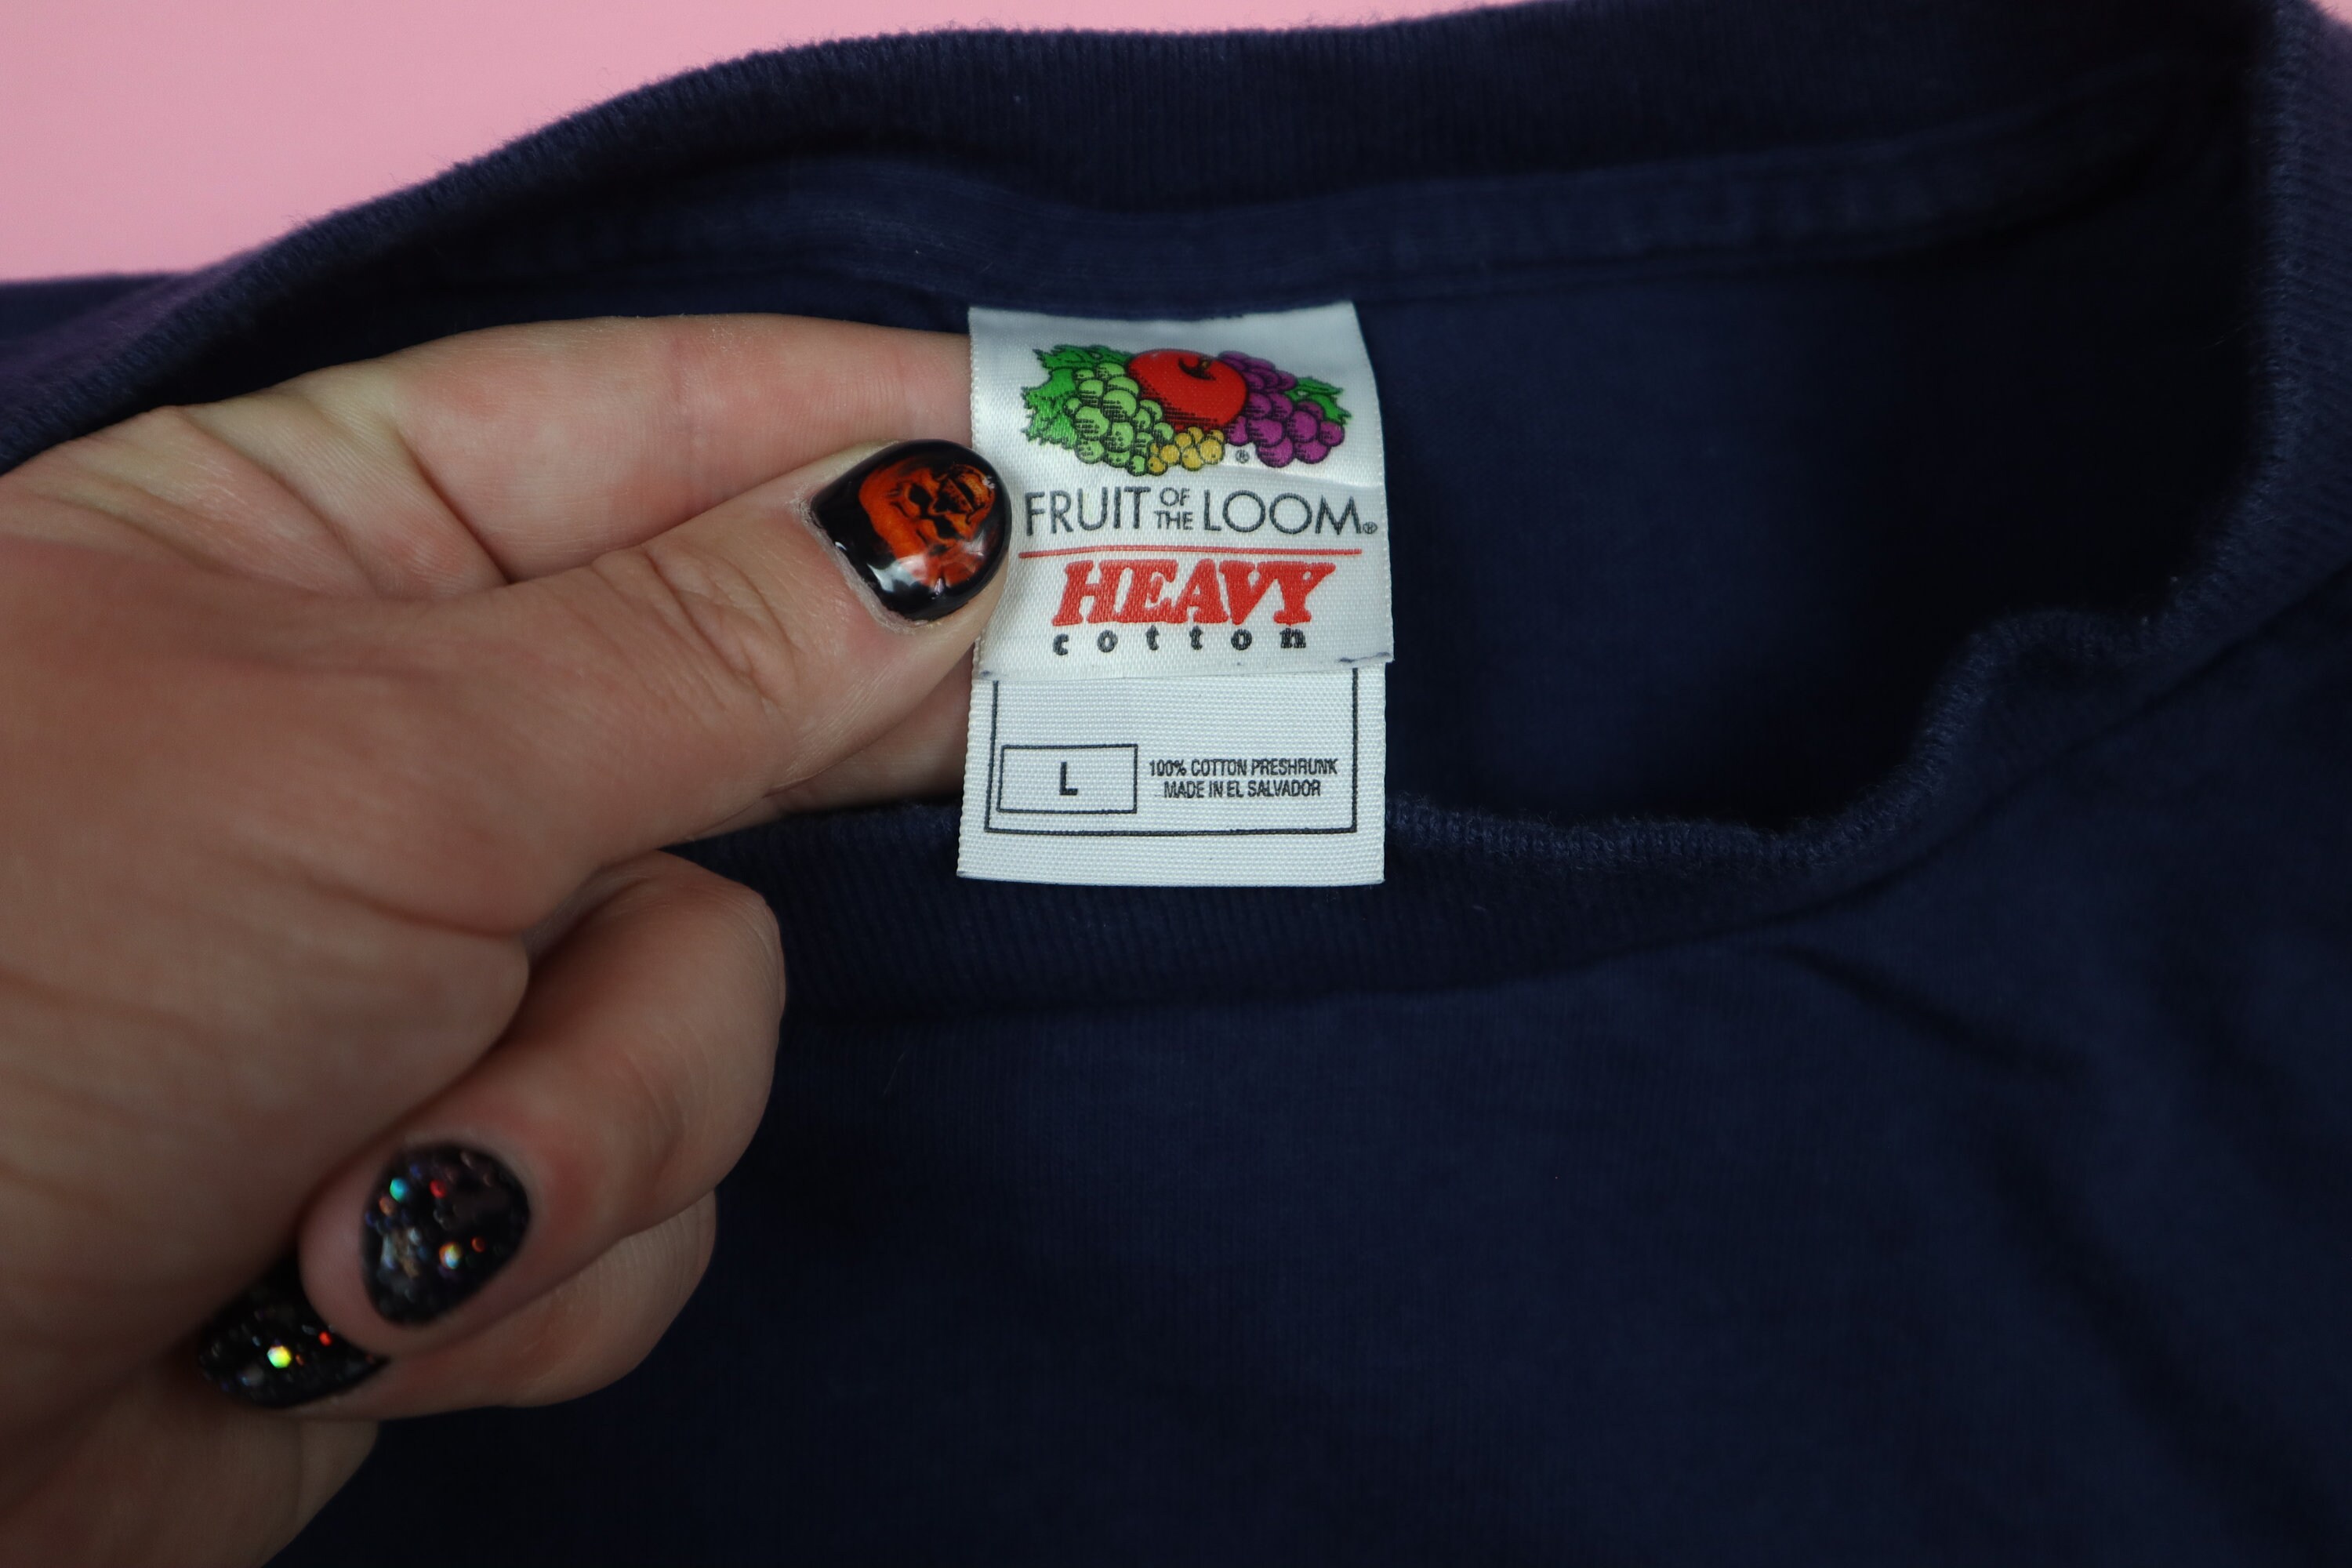 FRUIT OF THE LOOM®
HEAVY
cotton
L
100% COTTON PRESHRUNK
MADE IN EL SALVADOR